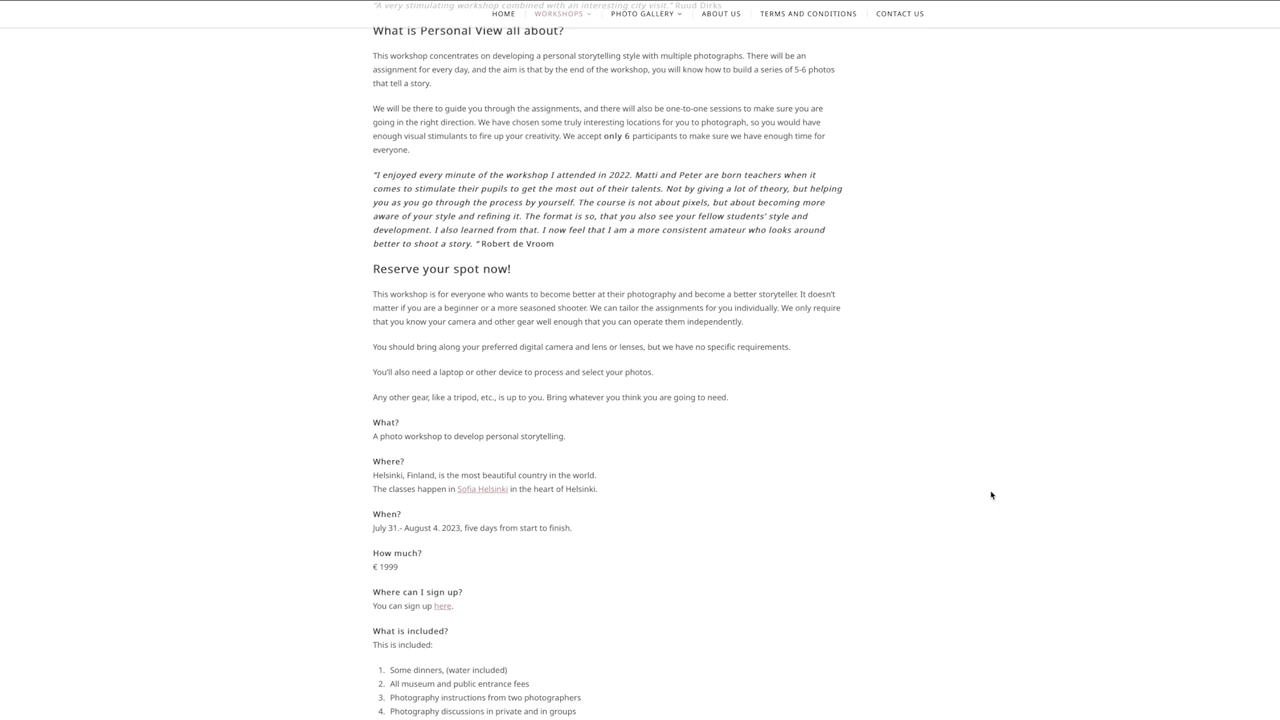 “A very stimulating workshop combined with an interesting city visit.” Ruud Dirks
HOME WORKSHOPS PHOTO GALLERY ABOUT US TERMS AND CONDITIONS CONTACT US
What is Personal View all about?
This workshop concentrates on developing a personal storytelling style with multiple photographs. There will be an
assignment for every day, and the aim is that by the end of the workshop, you will know how to build a series of 5-6 photos
that tell a story.
We will be there to guide you through the assignments, and there will also be one-to-one sessions to make sure you are
going in the right direction. We have chosen some truly interesting locations for you to photograph, so you would have
enough visual stimulants to fire up your creativity. We accept only 6 participants to make sure we have enough time for
everyone.
“I enjoyed every minute of the workshop I attended in 2022. Matti and Peter are born teachers when it
comes to stimulate their pupils to get the most out of their talents. Not by giving a lot of theory, but helping
you as you go through the process by yourself. The course is not about pixels, but about becoming more
aware of your style and refining it. The format is so, that you also see your fellow students’ style and
development. I also learned from that. I now feel that I am a more consistent amateur who looks around
better to shoot a story. “ Robert de Vroom
Reserve your spot now!
This workshop is for everyone who wants to become better at their photography and become a better storyteller. It doesn’t
matter if you are a beginner or a more seasoned shooter. We can tailor the assignments for you individually. We only require
that you know your camera and other gear well enough that you can operate them independently.
You should bring along your preferred digital camera and lens or lenses, but we have no specific requirements.
You’ll also need a laptop or other device to process and select your photos.
Any other gear, like a tripod, etc., is up to you. Bring whatever you think you are going to need.
What?
A photo workshop to develop personal storytelling.
Where?
Helsinki, Finland, is the most beautiful country in the world.
The classes happen in Sofia Helsinki in the heart of Helsinki.
When?
July 31.- August 4. 2023, five days from start to finish.
How much?
€ 1999
Where can I sign up?
You can sign up here.
What is included?
This is included:
1. Some dinners, (water included)
2. All museum and public entrance fees
3. Photography instructions from two photographers
4. Photography discussions in private and in groups